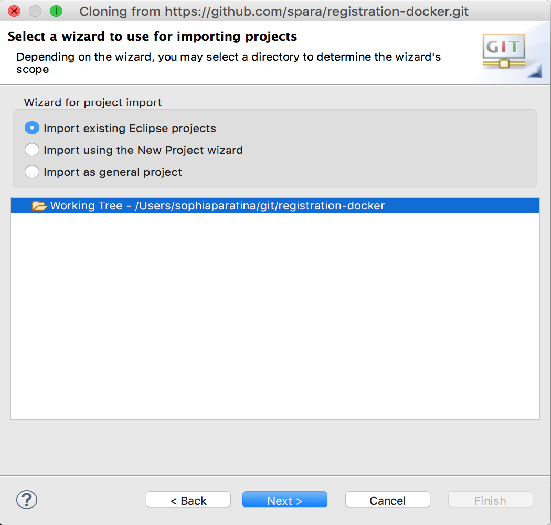 Cloning from https://github.com/spara/registration-docker.git
Select a wizard to use for importing projects
Depending on the wizard, you may select a directory to determine the wizard's
scope
GIT
Wizard for project import
Import existing Eclipse projects
Import using the New Project wizard
Import as general project
Working Tree - /Users/sophiaparafina/git/registration-docker
?
< Back
Next >
Cancel
Finish